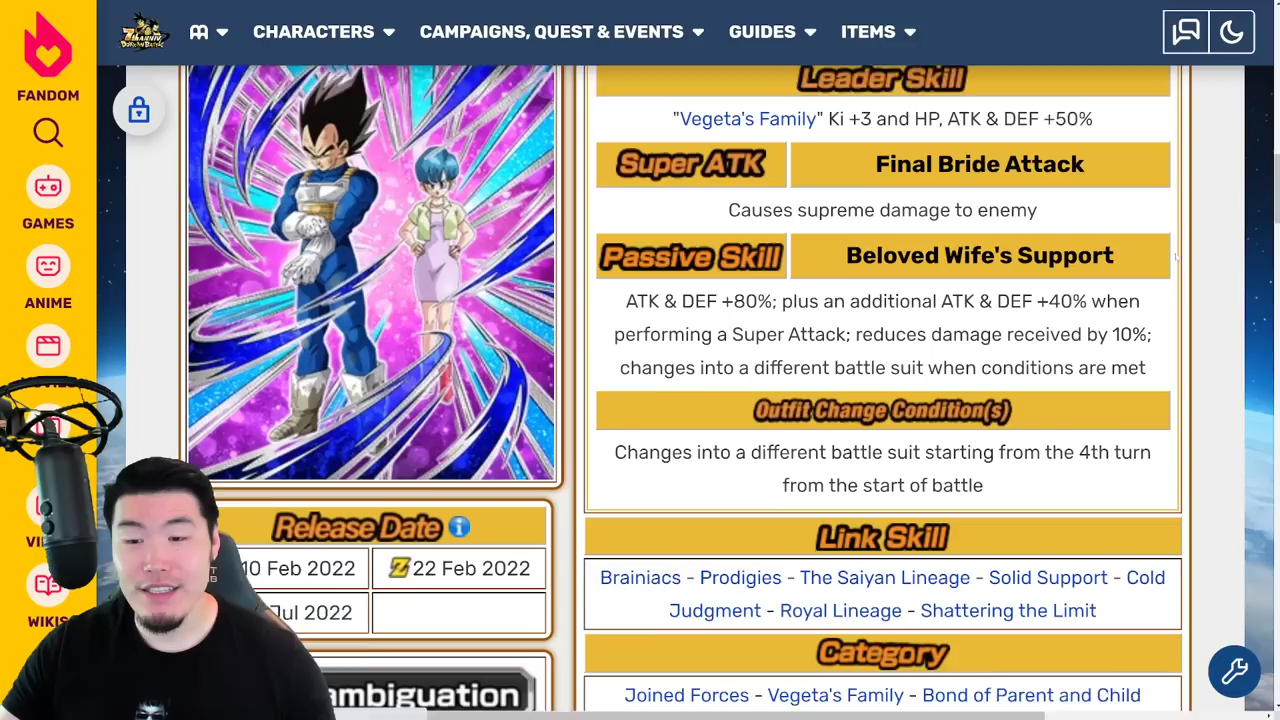 CHARACTERS
CAMPAIGNS, QUEST & EVENTS
GUIDES
ITEMS
FANDOM
GAMES
ANIME
WIKIS
Leader Skill
"Vegeta's Family" Ki +3 and HP, ATK & DEF +50%
Super ATK
Final Bride Attack
Causes supreme damage to enemy
Passive Skill
Beloved Wife's Support
ATK & DEF +80%; plus an additional ATK & DEF +40% when
performing a Super Attack; reduces damage received by 10%;
changes into a different battle suit when conditions are met
Outfit Change Condition(s)
Changes into a different battle suit starting from the 4th turn
from the start of battle
Release Date
10 Feb 2022
Z 22 Feb 2022
Jul 2022
ambiguation
Link Skill
Brainiacs - Prodigies - The Saiyan Lineage - Solid Support - Cold
Judgment - Royal Lineage - Shattering the Limit
Category
Joined Forces - Vegeta's Family - Bond of Parent and Child